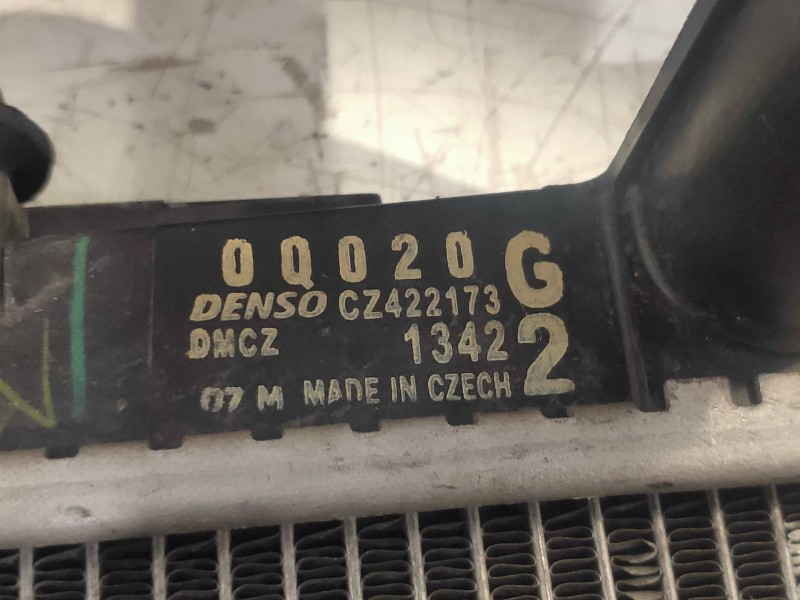 0Q020 G
DENSO CZ422173
DMCZ 1342 2
07 M MADE IN CZECH